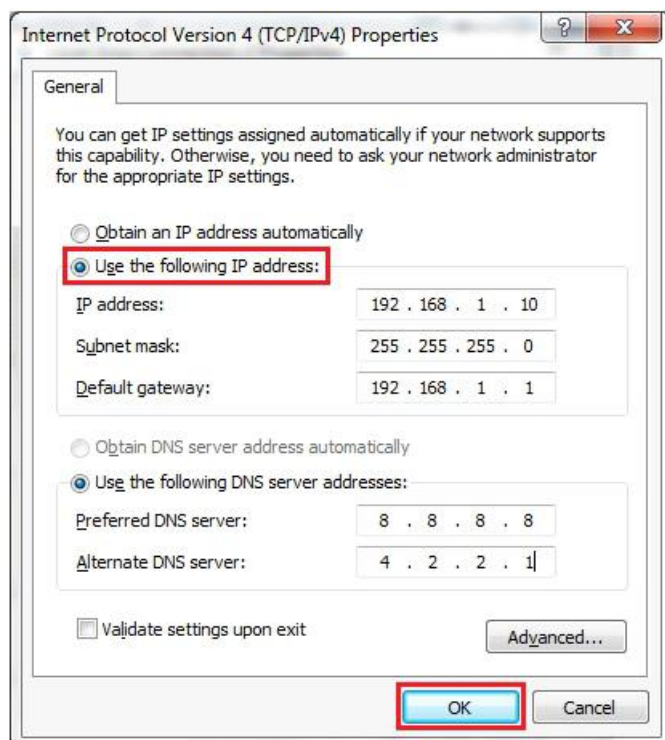 Internet Protocol Version 4 (TCP/IPv4) Properties
?
General
You can get IP settings assigned automatically if your network supports
this capability. Otherwise, you need to ask your network administrator
for the appropriate IP settings.
Obtain an IP address automatically
Use the following IP address:
IP address: 192 . 168 . 1 . 10
Subnet mask: 255 . 255 . 255 . 0
Default gateway: 192 . 168 . 1 . 1
Obtain DNS server address automatically
Use the following DNS server addresses:
Preferred DNS server: 8 . 8 . 8 . 8
Alternate DNS server: 4 . 2 . 2 . 1
Validate settings upon exit
Advanced...
OK Cancel